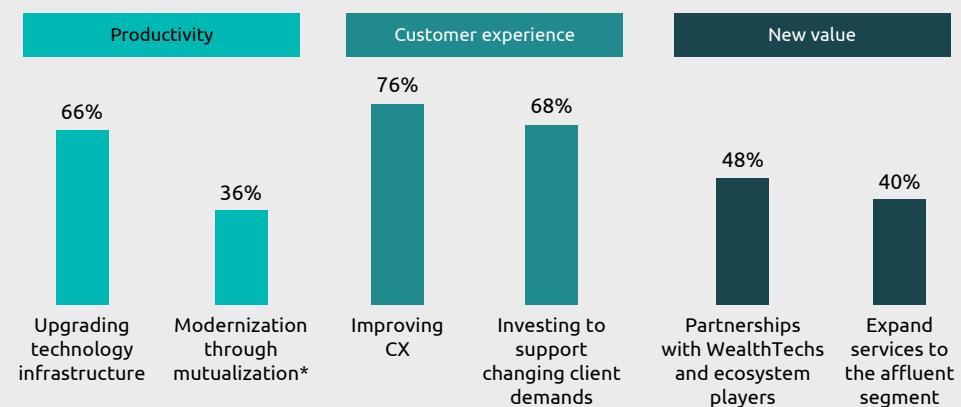 Productivity
Customer experience
New value
66%
36%
76%
68%
48%
40%
Upgrading
technology
infrastructure
Modernization
through
mutualization*
Improving
CX
Investing to
support
changing client
demands
Partnerships
with WealthTechs
and ecosystem
players
Expand
services to
the affluent
segment